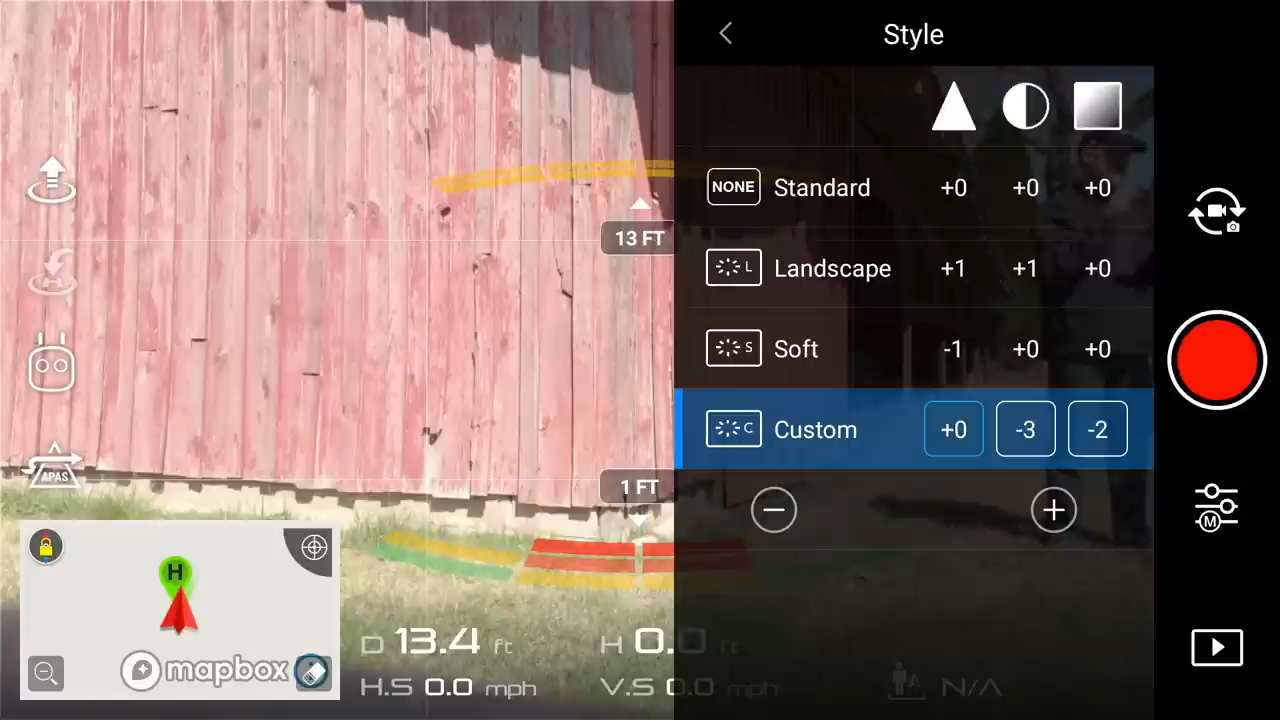 Style
NONE Standard +0 +0 +0
L Landscape +1 +1 +0
S Soft -1 +0 +0
C Custom +0 -3 -2
13 FT
1 FT
APAS
M
H
mapbox
D 13.4 ft H 0.0 ft
H.S 0.0 mph V.S 0.0 mph N/A